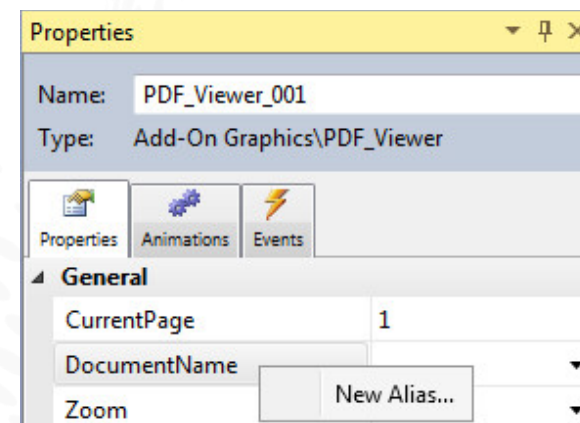 Properties
Name: PDF_Viewer_001
Type: Add-On Graphics\PDF_Viewer
Properties Animations Events
General
CurrentPage 1
DocumentName
New Alias...
Zoom